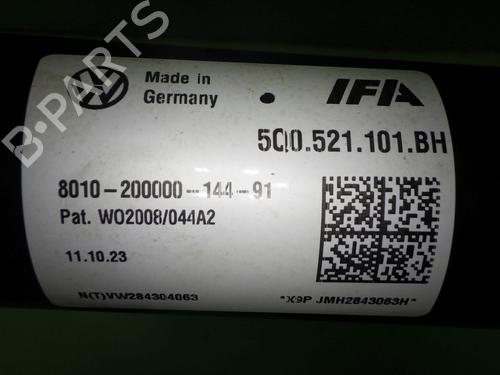 Made in
Germany
IFA
5Q0.521.101.BH
8010-200000-144-91
Pat. WO2008/044A2
11.10.23
N(T)VW284304063
*X9P JMH2843063H*
B-PARTS